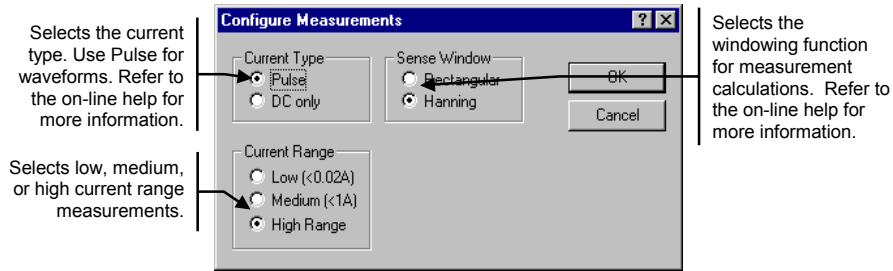 Selects the current
type. Use Pulse for
waveforms. Refer to
the on-line help for
more information.
Selects low, medium,
or high current range
measurements.
Configure Measurements
Current Type
Pulse
DC only
Sense Window
Rectangular
Hanning
OK
Cancel
Current Range
Low (<0.02A)
Medium (<1A)
High Range
Selects the
windowing function
for measurement
calculations. Refer to
the on-line help for
more information.